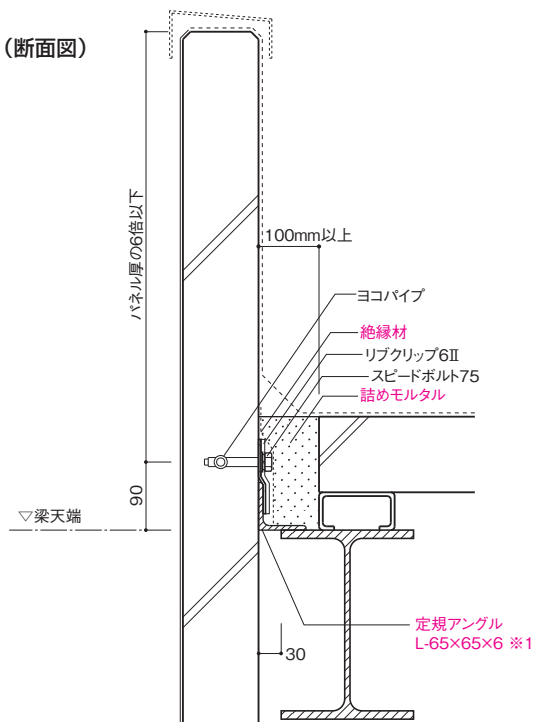 (断面図)
パネル厚の6倍以下
100mm以上
ヨコパイプ
絶縁材
リブクリップ6Ⅱ
スピードボルト75
詰めモルタル
90
▽梁天端
定規アングル
L-65×65×6 ※1
30